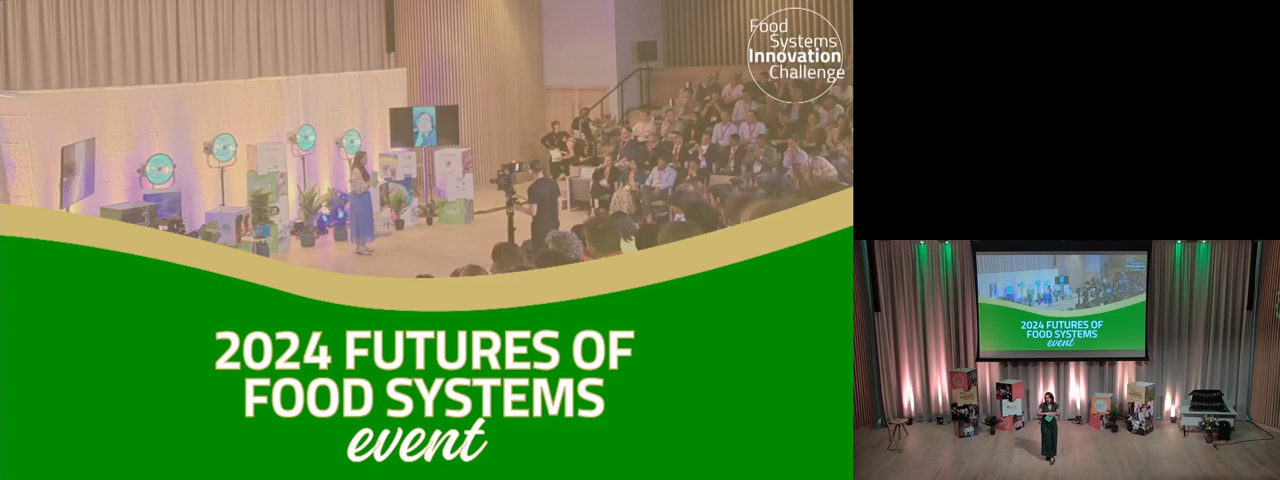 Food
Systems
Innovation
Challenge
2024 FUTURES OF
FOOD SYSTEMS
event
2024 FUTURES OF
FOOD SYSTEMS
event